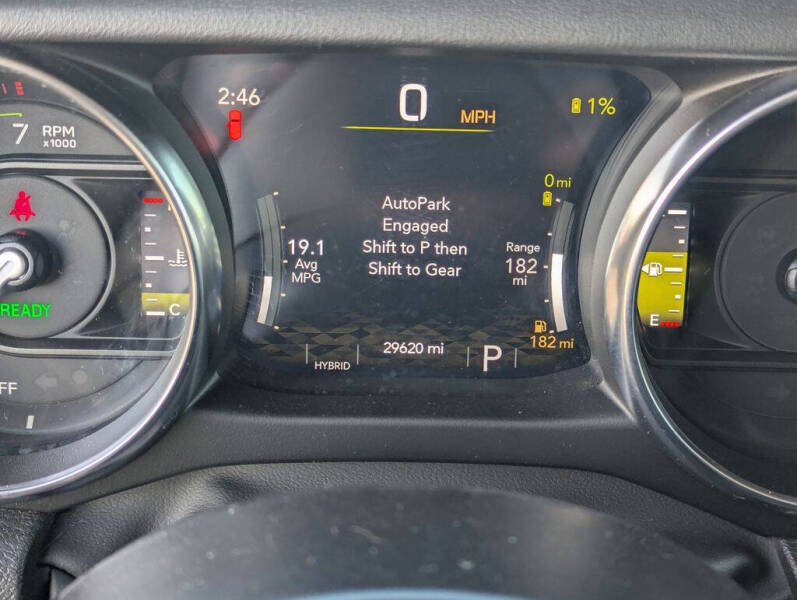 2:46
0 MPH
1%
7 RPM
x1000
READY
FF
C
0 mi
AutoPark
Engaged
Shift to P then
Shift to Gear
19.1
Avg
MPG
Range
182
mi
182 mi
HYBRID
29620 mi
P
E